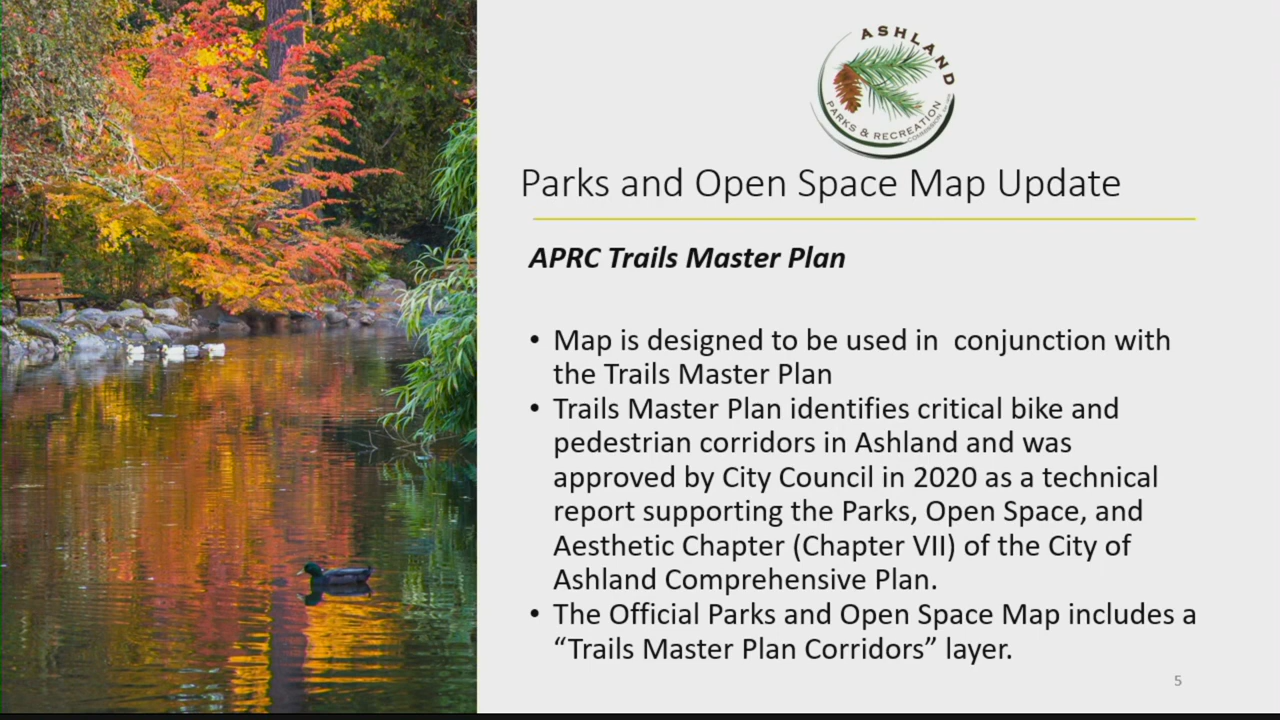 ASHLAND
PARKS & RECREATION
COMMISSION
Parks and Open Space Map Update
APRC Trails Master Plan
• Map is designed to be used in  conjunction with
the Trails Master Plan
• Trails Master Plan identifies critical bike and
pedestrian corridors in Ashland and was
approved by City Council in 2020 as a technical
report supporting the Parks, Open Space, and
Aesthetic Chapter (Chapter VII) of the City of
Ashland Comprehensive Plan.
• The Official Parks and Open Space Map includes a
“Trails Master Plan Corridors” layer.
5